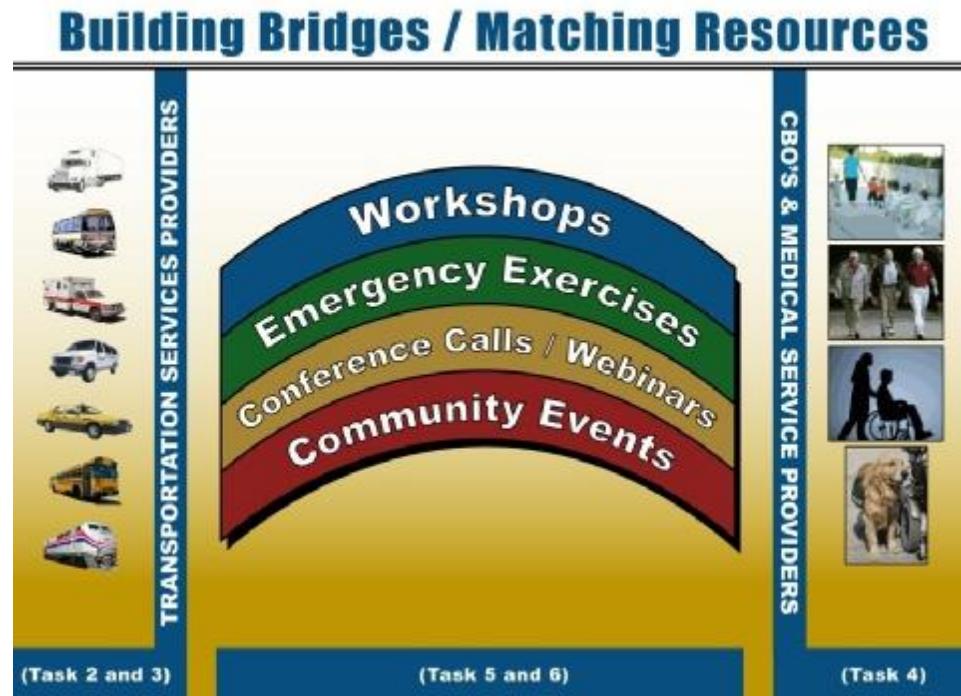 Building Bridges / Matching Resources
TRANSPORTATION SERVICES PROVIDERS
Workshops
Emergency Exercises
Conference Calls / Webinars
Community Events
CBO'S & MEDICAL SERVICE PROVIDERS
(Task 2 and 3)
(Task 5 and 6)
(Task 4)